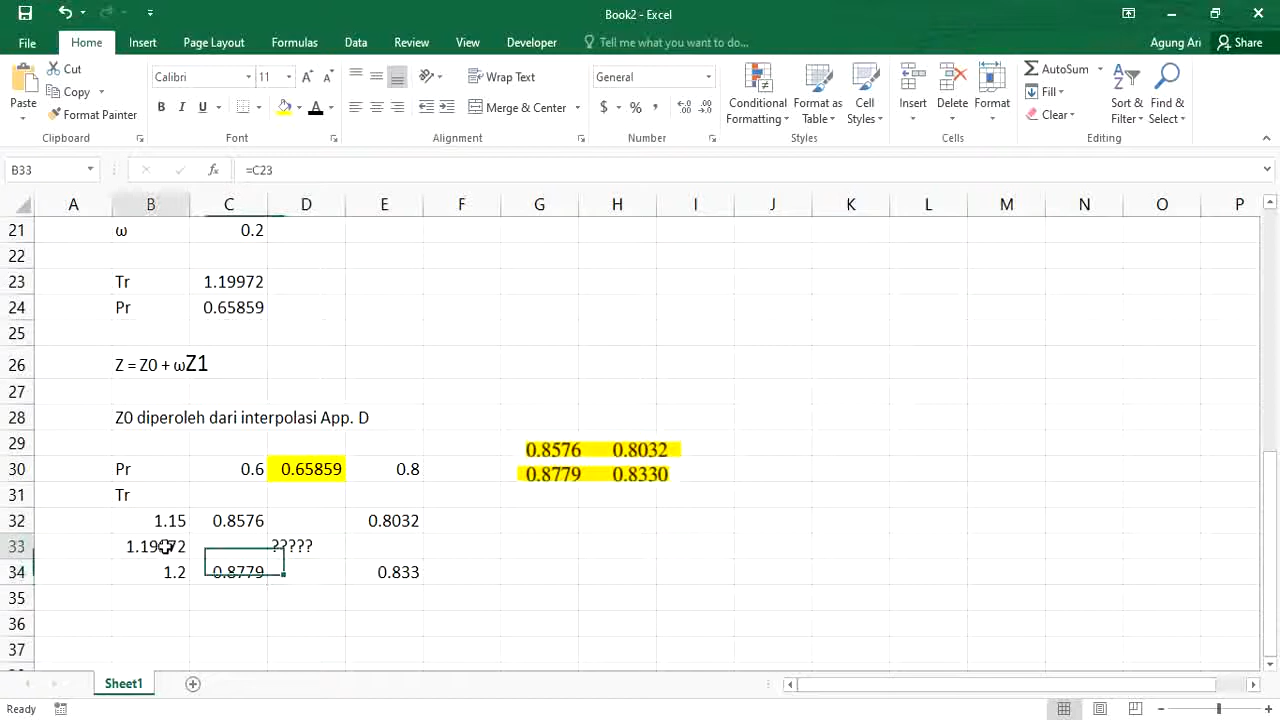 Book2 - Excel
File Home Insert Page Layout Formulas Data Review View Developer Tell me what you want to do... Agung Ari Share
Paste Cut Copy Format Painter
Calibri 11 A A B I U A
Wrap Text Merge & Center
General $ % ,
Conditional Formatting Format as Table Cell Styles
Insert Delete Format
AutoSum Fill Clear Sort & Filter Find & Select
Clipboard Font Alignment Number Styles Cells Editing
B33 fx =C23
A B C D E F G H I J K L M N O P
21 ω 0.2
22
23 Tr 1.19972
24 Pr 0.65859
25
26 Z = Z0 + ωZ1
27
28 Z0 diperoleh dari interpolasi App. D
29 0.8576 0.8032
30 Pr 0.6 0.65859 0.8 0.8779 0.8330
31 Tr
32 1.15 0.8576 0.8032
33 1.19972 ?????
34 1.2 0.8779 0.833
35
36
37
Sheet1
Ready